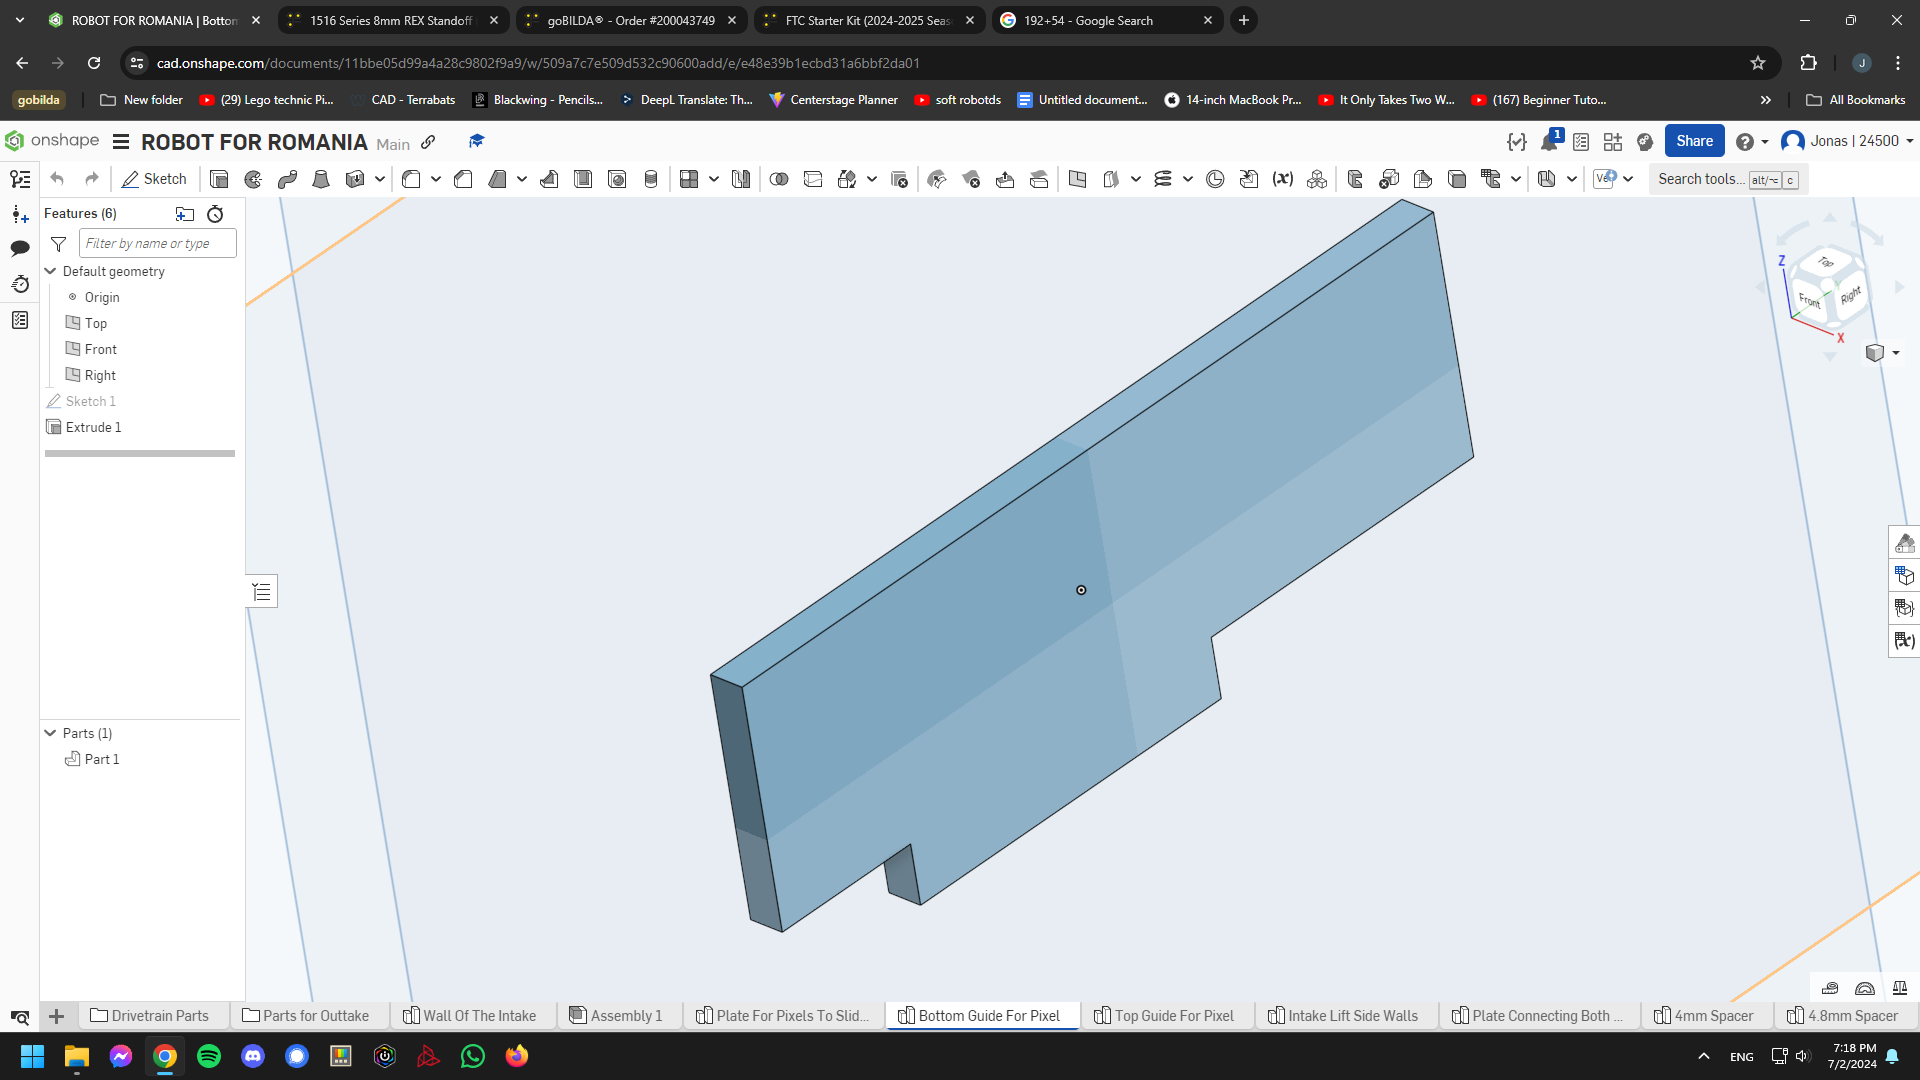 ROBOT FOR ROMANIA | Bottom
1516 Series 8mm REX Standoff
goBILDA® - Order #200043749
FTC Starter Kit (2024-2025 Seas
192+54 - Google Search
cad.onshape.com/documents/11bbe05d99a4a28c9802f9a9/w/509a7c7e509d532c90600add/e/e48e39b1ecbd31a6bbf2da01
J
gobilda
New folder
(29) Lego technic Pi...
CAD - Terrabats
Blackwing - Pencils...
DeepL Translate: Th...
Centerstage Planner
soft robotds
Untitled document...
14-inch MacBook Pr...
It Only Takes Two W...
(167) Beginner Tuto...
All Bookmarks
onshape
ROBOT FOR ROMANIA Main
1
Share
Jonas | 24500
Sketch
Search tools... alt/⌥ c
Features (6)
Filter by name or type
Default geometry
Origin
Top
Front
Right
Sketch 1
Extrude 1
Parts (1)
Part 1
Z
Top
Front
Right
X
Drivetrain Parts
Parts for Outtake
Wall Of The Intake
Assembly 1
Plate For Pixels To Slid...
Bottom Guide For Pixel
Top Guide For Pixel
Intake Lift Side Walls
Plate Connecting Both ...
4mm Spacer
4.8mm Spacer
ENG
7:18 PM
7/2/2024